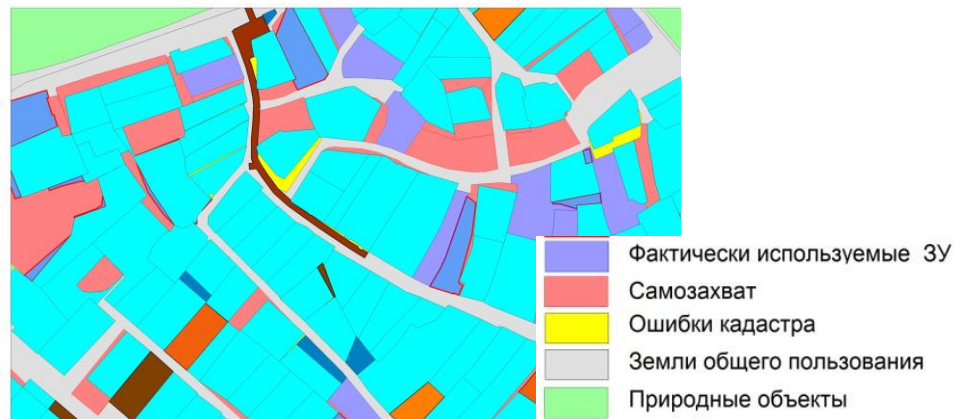 Фактически используемые ЗУ
Самозахват
Ошибки кадастра
Земли общего пользования
Природные объекты